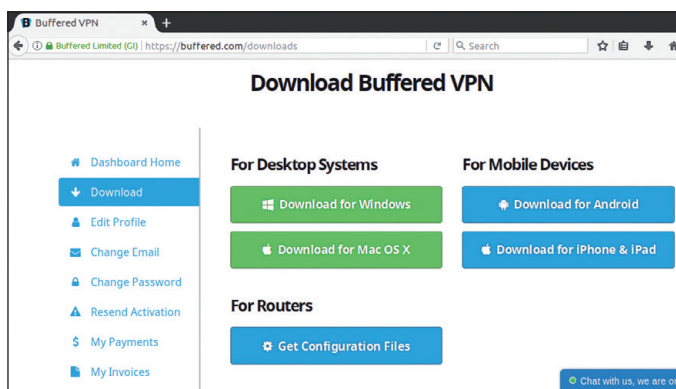 Buffered VPN
Buffered Limited (GI) https://buffered.com/downloads
Search
Download Buffered VPN
Dashboard Home
Download
Edit Profile
Change Email
Change Password
Resend Activation
My Payments
My Invoices
For Desktop Systems
Download for Windows
Download for Mac OS X
For Mobile Devices
Download for Android
Download for iPhone & iPad
For Routers
Get Configuration Files
Chat with us, we are